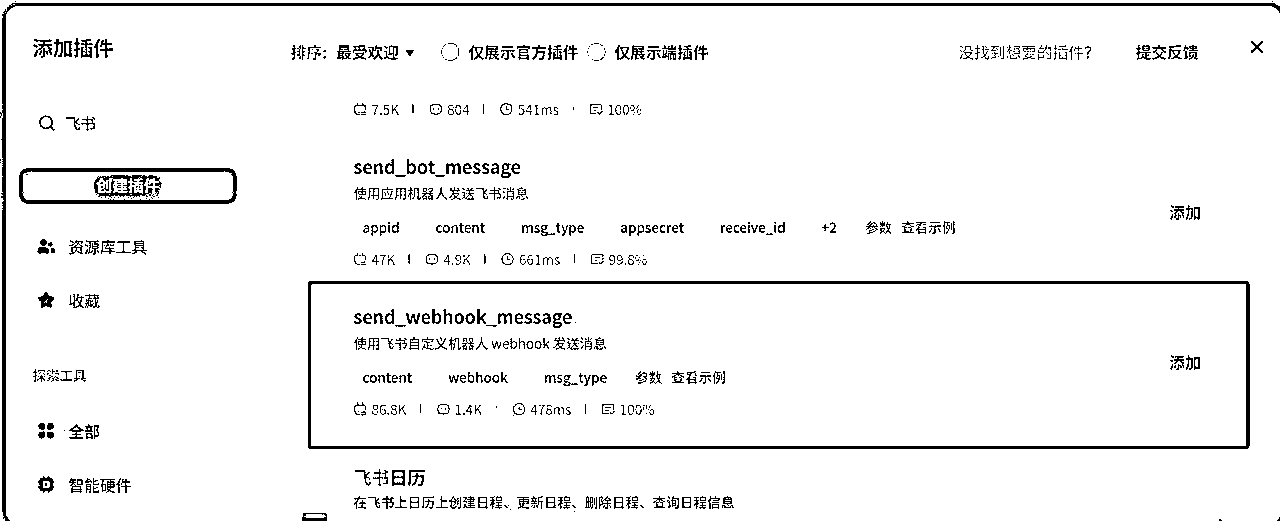 添加插件
排序：最受欢迎
仅展示官方插件
仅展示端插件
没找到想要的插件?
提交反馈
飞书
创建插件
资源库工具
收藏
探索工具
全部
智能硬件
7.5K 804 541ms 100%
send_bot_message
使用应用机器人发送飞书消息
appid content msg_type appsecret receive_id +2 参数 查看示例
47K 4.9K 661ms 99.8%
添加
send_webhook_message
使用飞书自定义机器人 webhook 发送消息
content webhook msg_type 参数 查看示例
86.8K 1.4K 478ms 100%
添加
飞书日历
在飞书上日历上创建日程、更新日程、删除日程、查询日程信息